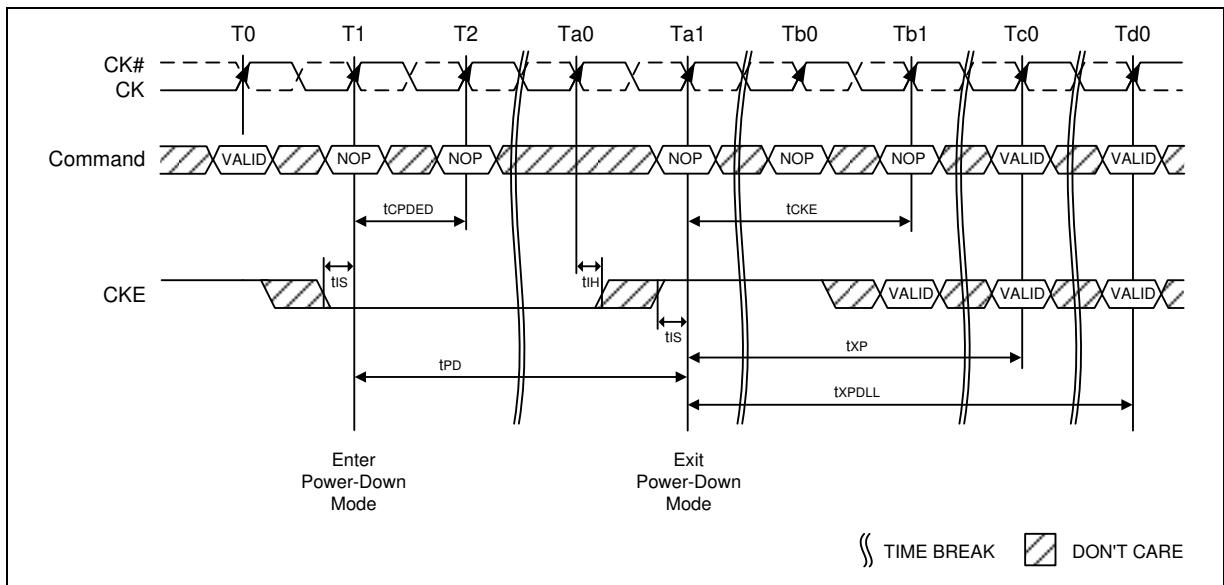 T0 T1 T2 Ta0 Ta1 Tb0 Tb1 Tc0 Td0
CK#
CK
Command VALID NOP NOP NOP NOP NOP VALID VALID
tCPDED tCKE
tIS tIH
CKE VALID VALID VALID
tIS
tXP
tPD
tXPDLL
Enter
Power-Down
Mode
Exit
Power-Down
Mode
TIME BREAK DON'T CARE